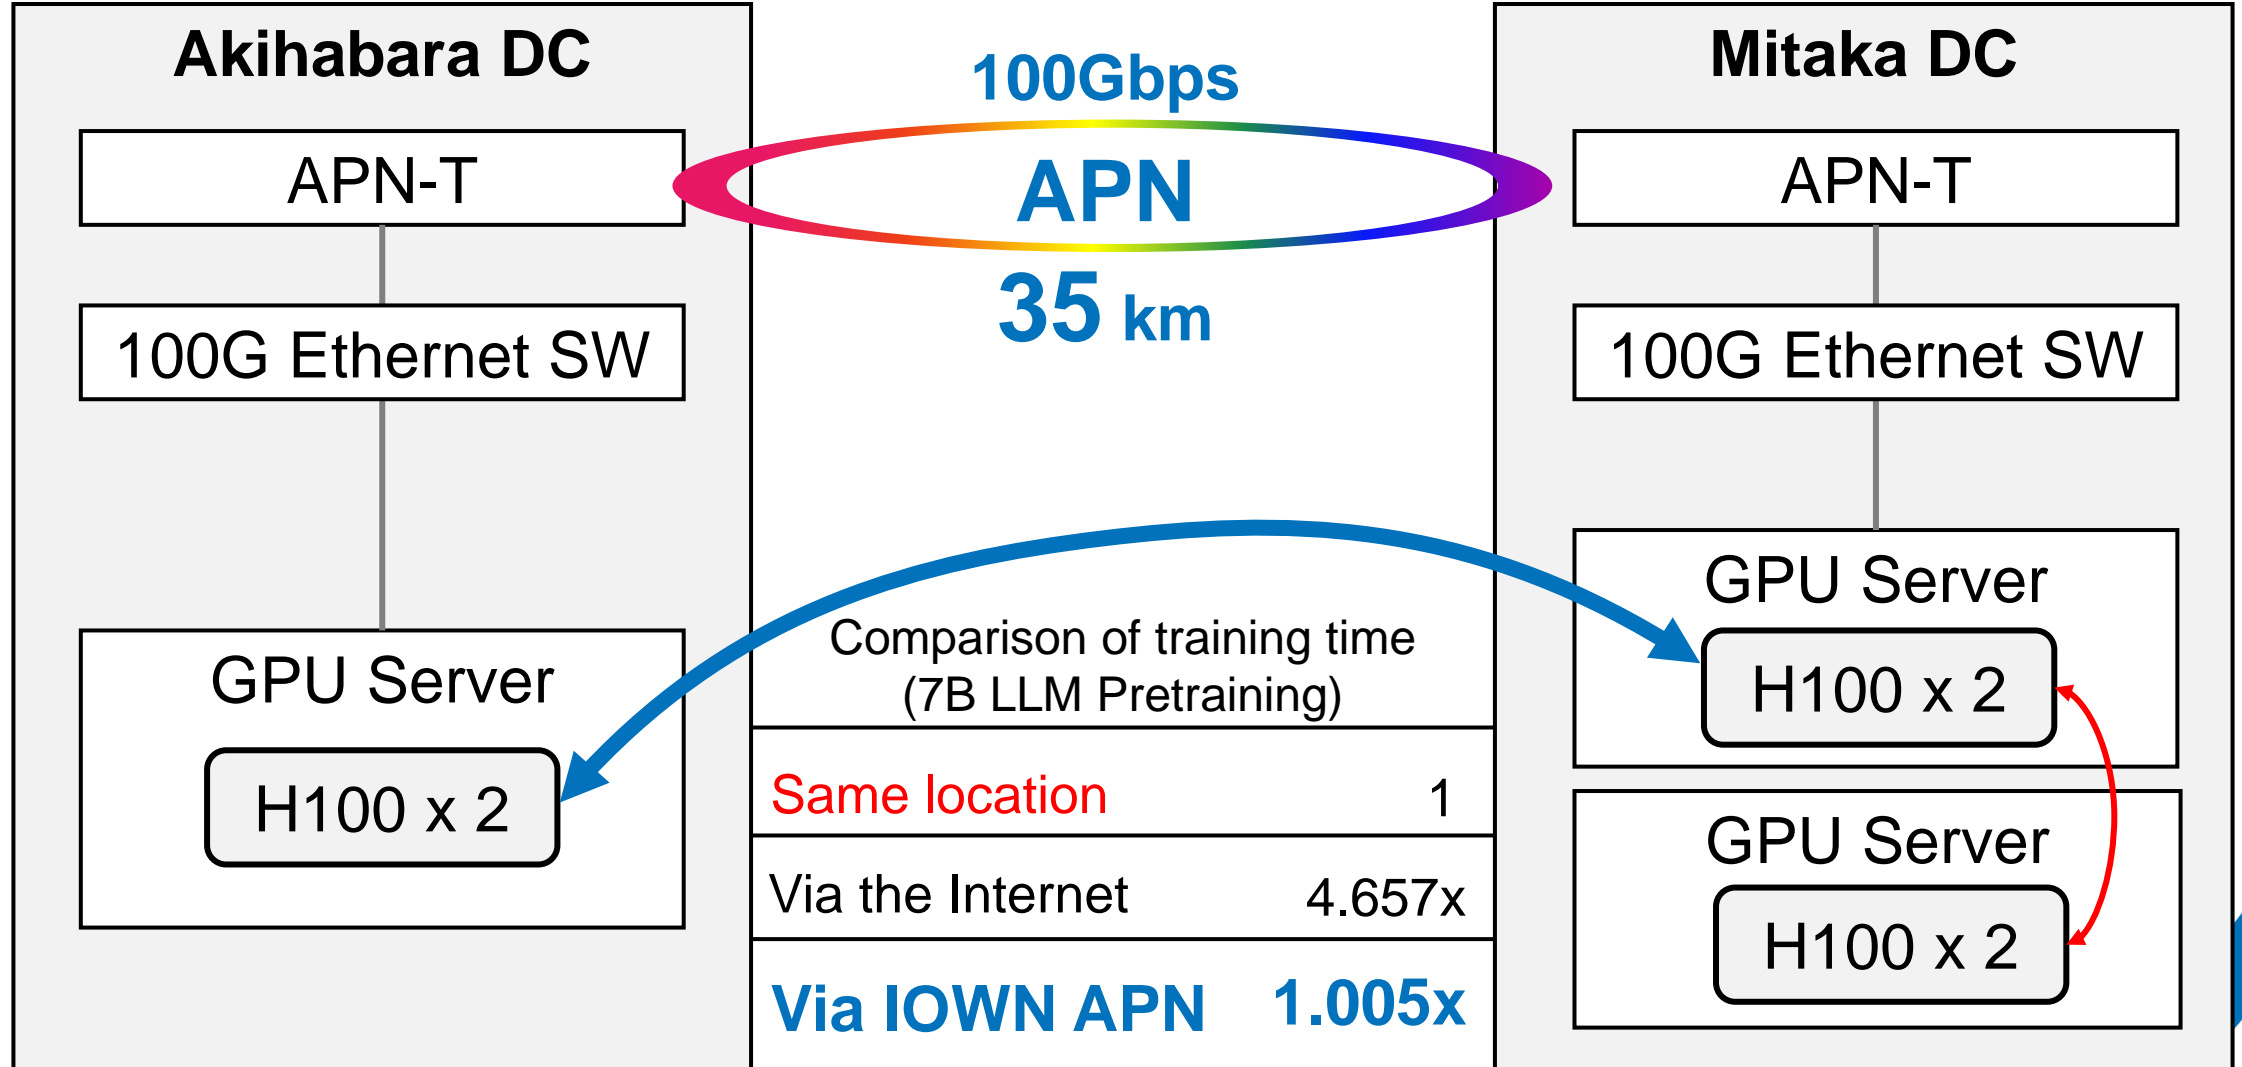 Akihabara DC
APN-T
100G Ethernet SW
GPU Server
H100 x 2
100Gbps
APN
35 km
Comparison of training time
(7B LLM Pretraining)
Same location 1
Via the Internet 4.657x
Via IOWN APN 1.005x
Mitaka DC
APN-T
100G Ethernet SW
GPU Server
H100 x 2
GPU Server
H100 x 2